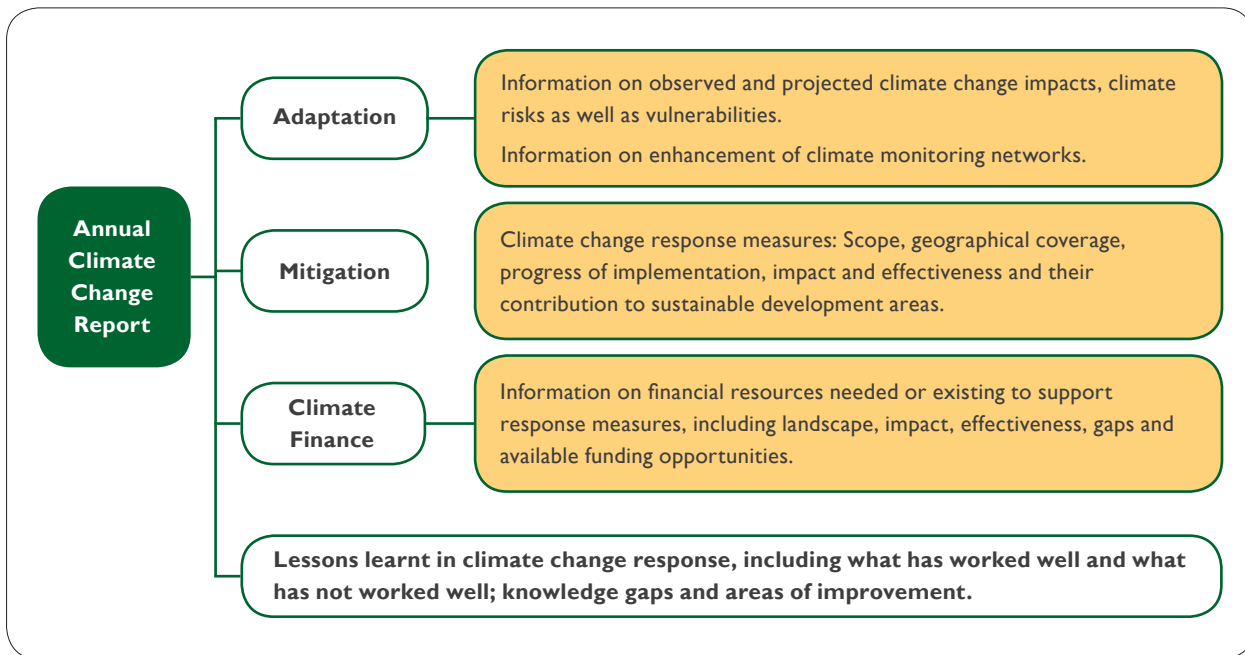 Annual
Climate
Change
Report
Adaptation
Information on observed and projected climate change impacts, climate
risks as well as vulnerabilities.
Information on enhancement of climate monitoring networks.
Mitigation
Climate change response measures: Scope, geographical coverage,
progress of implementation, impact and effectiveness and their
contribution to sustainable development areas.
Climate
Finance
Information on financial resources needed or existing to support
response measures, including landscape, impact, effectiveness, gaps and
available funding opportunities.
Lessons learnt in climate change response, including what has worked well and what
has not worked well; knowledge gaps and areas of improvement.